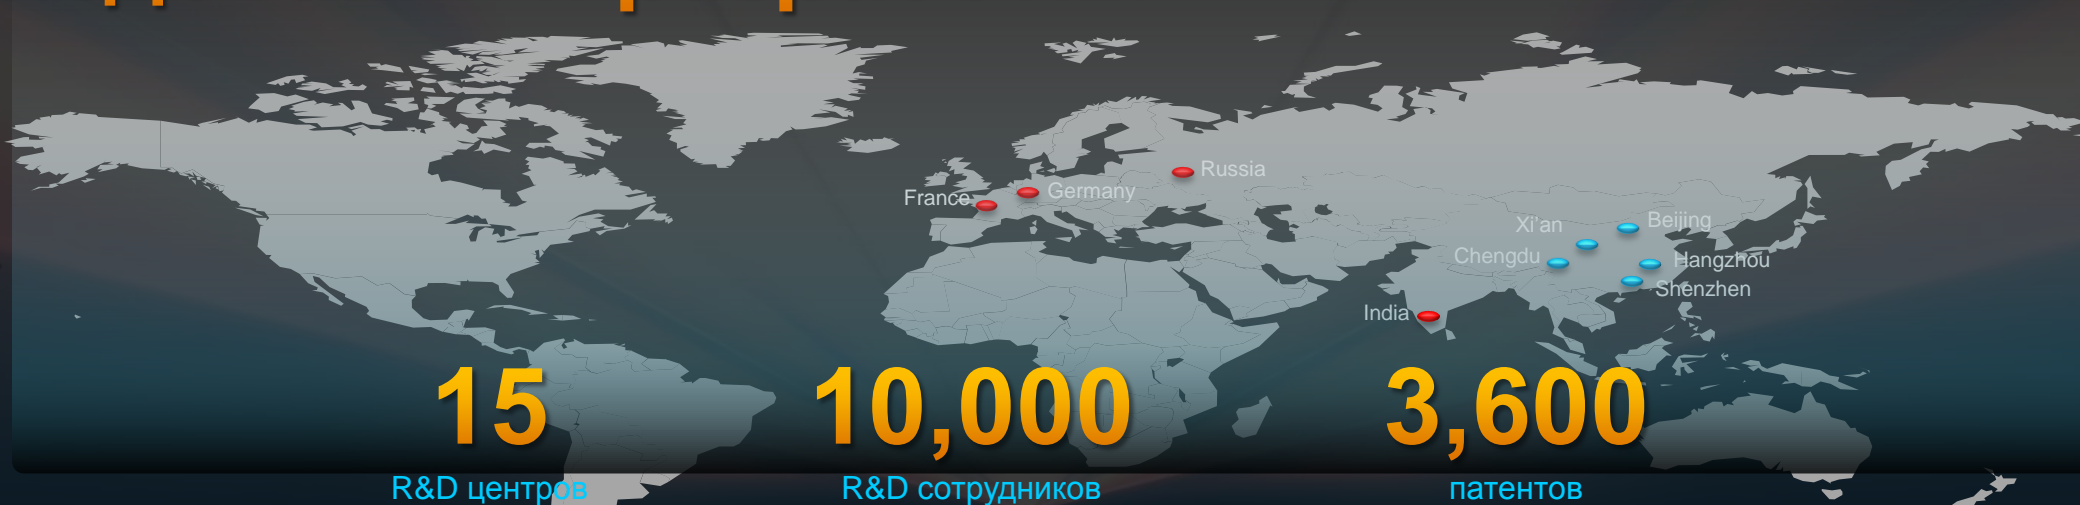 Russia
Germany
France
Beijing
Xi'an
Chengdu
Hangzhou
Shenzhen
India
15
10,000
3,600
R&D центров
R&D сотрудников
патентов